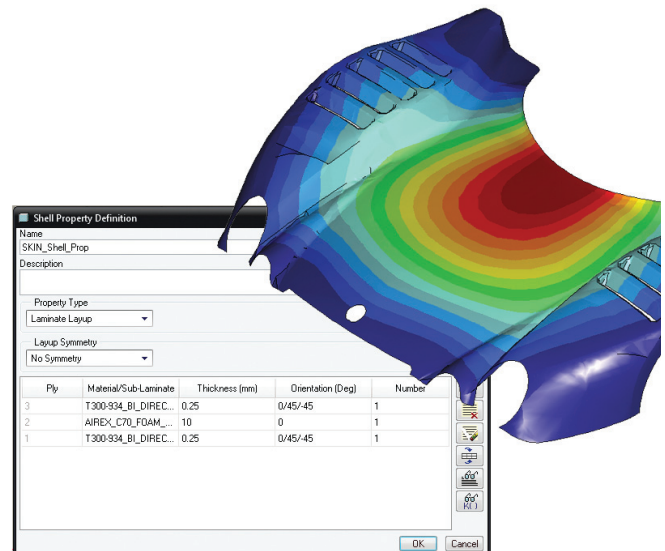 Shell Property Definition
Name
SKIN_Shell_Prop
Description
Property Type
Laminate Layup
Layup Symmetry
No Symmetry
Ply Material/Sub-Laminate Thickness (mm) Orientation (Deg) Number
3 T300-934_BI_DIREC... 0.25 0/45/-45 1
2 AIREX_C70_FOAM_... 10 0 1
1 T300-934_BI_DIREC... 0.25 0/45/-45 1
K( )
OK Cancel